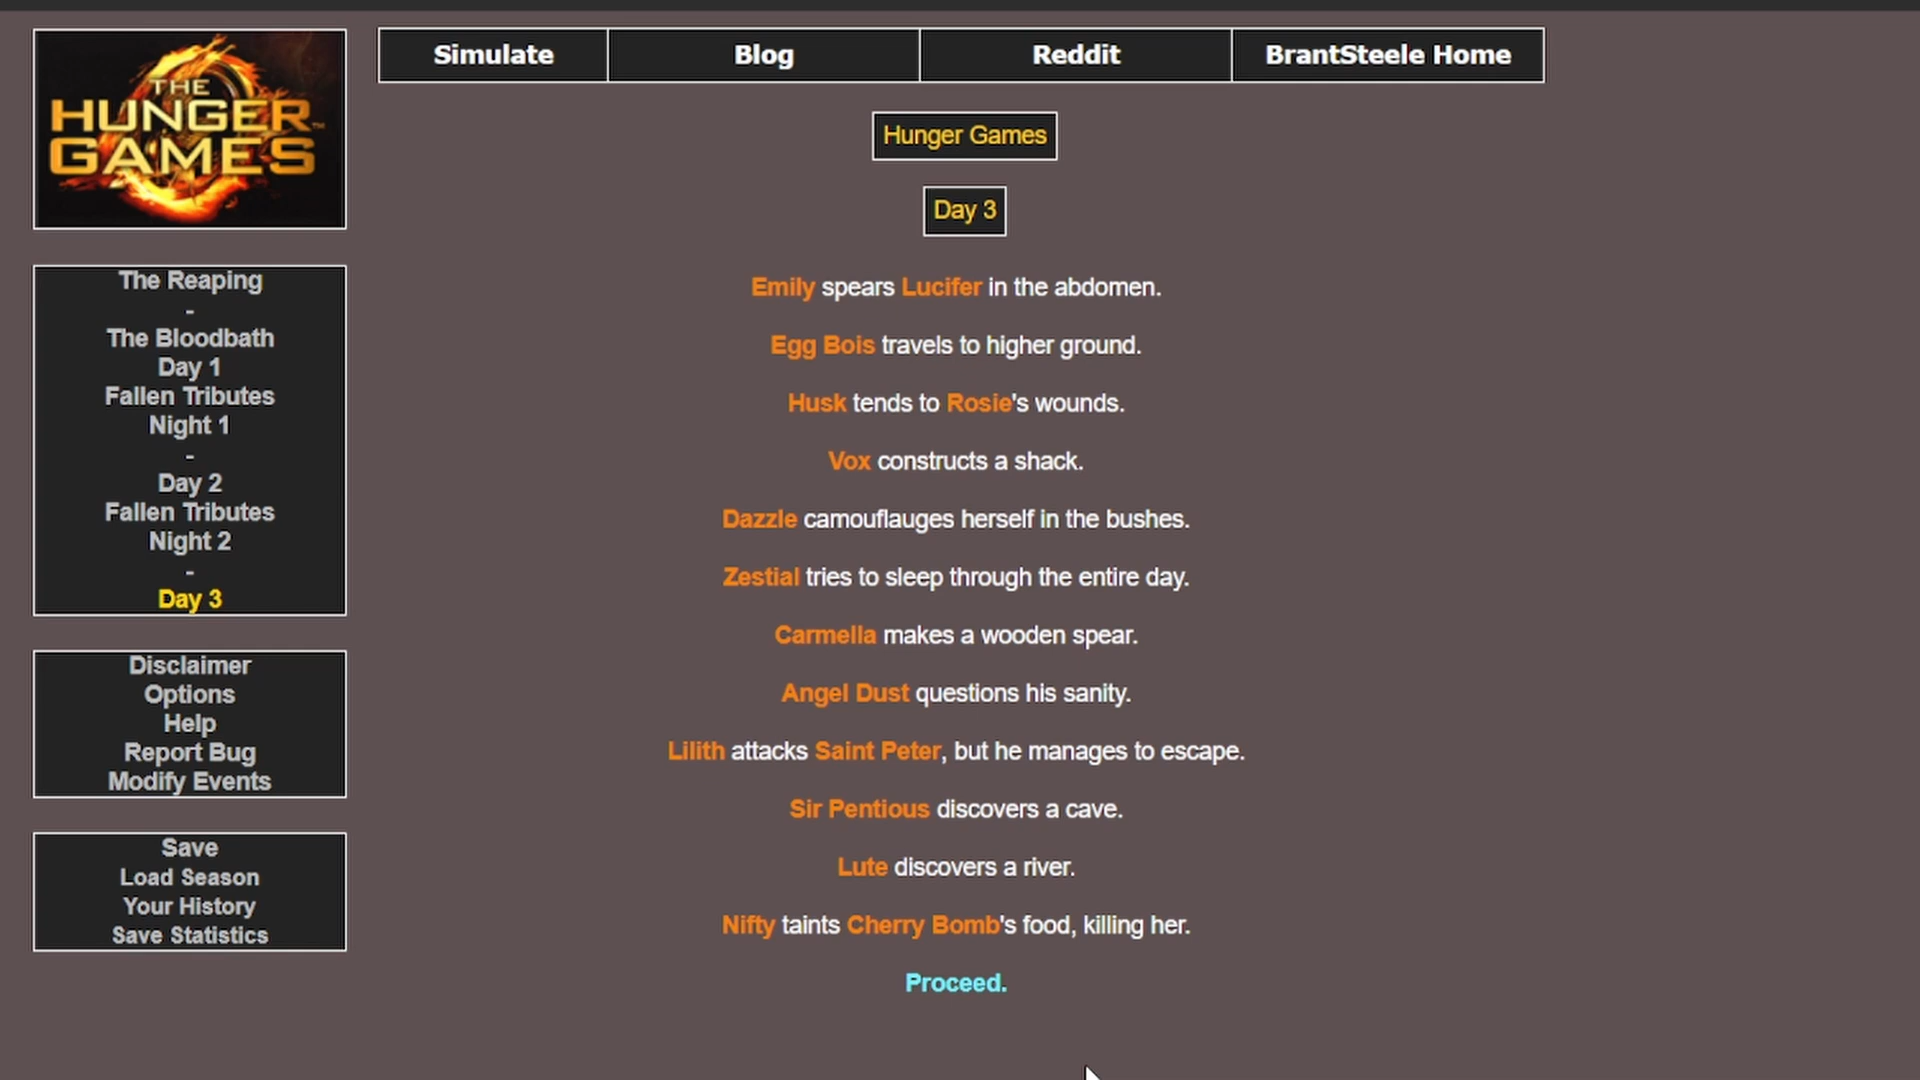 THE
HUNGER
GAMES
TM
Simulate
Blog
Reddit
BrantSteele Home
Hunger Games
Day 3
The Reaping
-
The Bloodbath
Day 1
Fallen Tributes
Night 1
-
Day 2
Fallen Tributes
Night 2
-
Day 3
Disclaimer
Options
Help
Report Bug
Modify Events
Save
Load Season
Your History
Save Statistics
Emily spears Lucifer in the abdomen.
Egg Bois travels to higher ground.
Husk tends to Rosie's wounds.
Vox constructs a shack.
Dazzle camouflauges herself in the bushes.
Zestial tries to sleep through the entire day.
Carmella makes a wooden spear.
Angel Dust questions his sanity.
Lilith attacks Saint Peter, but he manages to escape.
Sir Pentious discovers a cave.
Lute discovers a river.
Nifty taints Cherry Bomb's food, killing her.
Proceed.